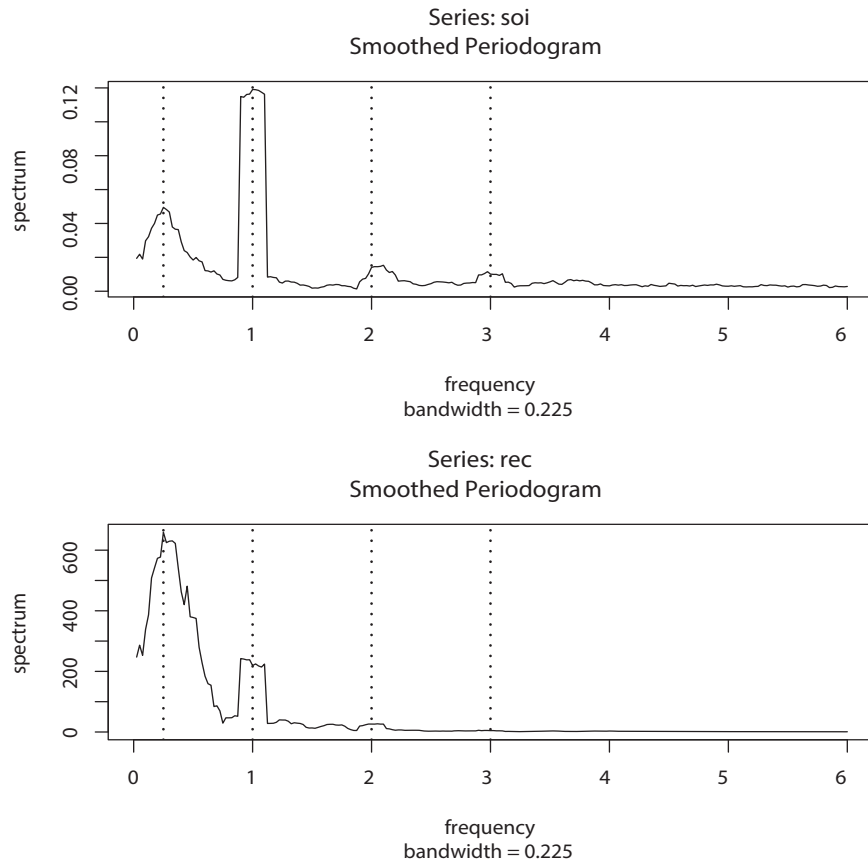 Series: soi
Smoothed Periodogram
spectrum
0.12
0.08
0.04
0.00
0 1 2 3 4 5 6
frequency
bandwidth = 0.225
Series: rec
Smoothed Periodogram
spectrum
600
400
200
0
0 1 2 3 4 5 6
frequency
bandwidth = 0.225